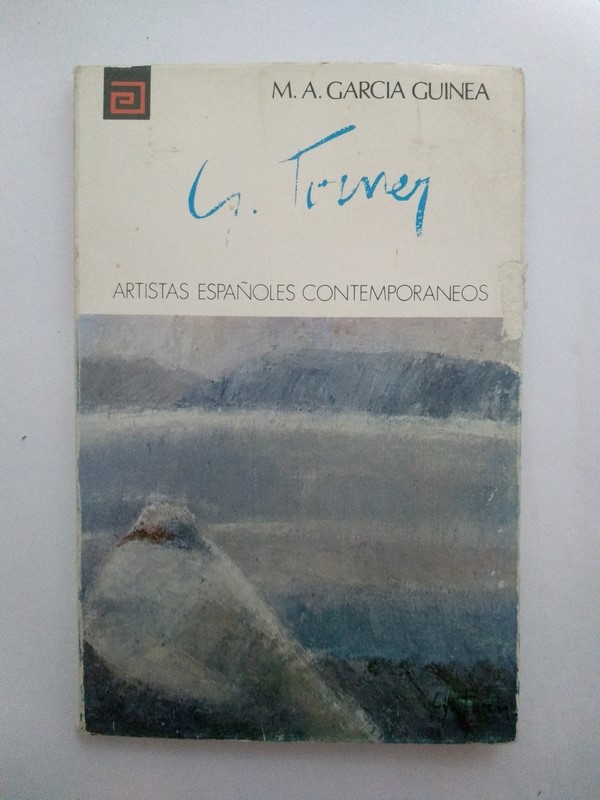 M. A. GARCIA GUINEA
G. Torner
ARTISTAS ESPAÑOLES CONTEMPORANEOS